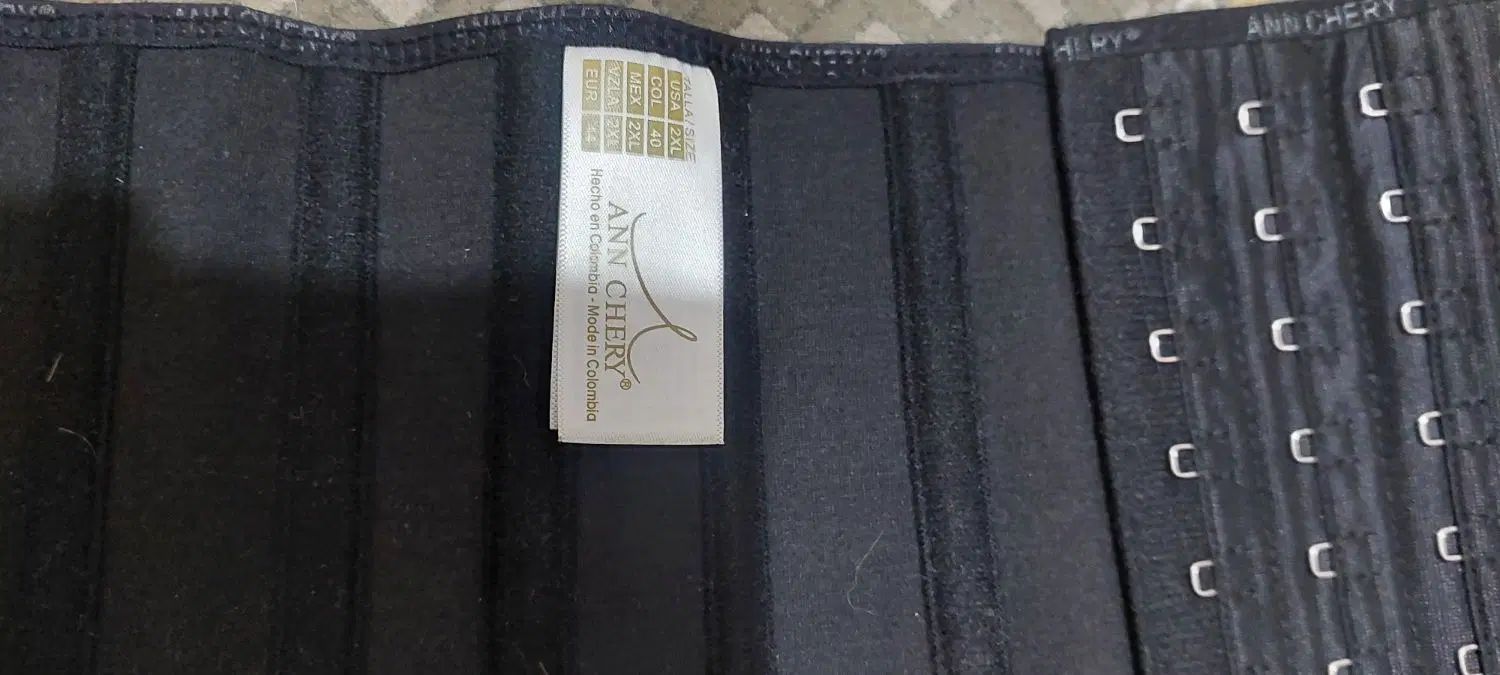 ANN CHERY
HERY®
TALLA / SIZE
USA 2XL
COL 40
MEX 2XL
VZLA 2XL
EUR 44
ANN CHERY®
Hecho en Colombia - Made in Colombia